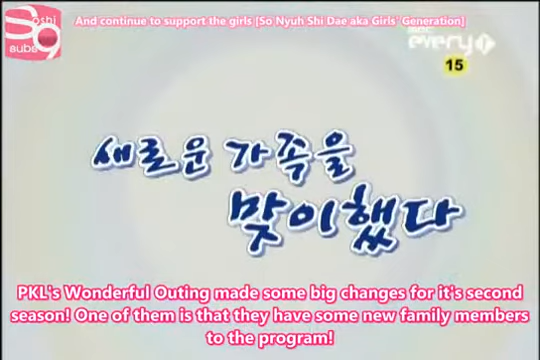 And continue to support the girls [So Nyuh Shi Dae aka Girls' Generation]
Soshi
subs
9
every1
15
새로운 가족을
맞이했다
PKL's Wonderful Outing made some big changes for it's second
season! One of them is that they have some new family members
to the program!